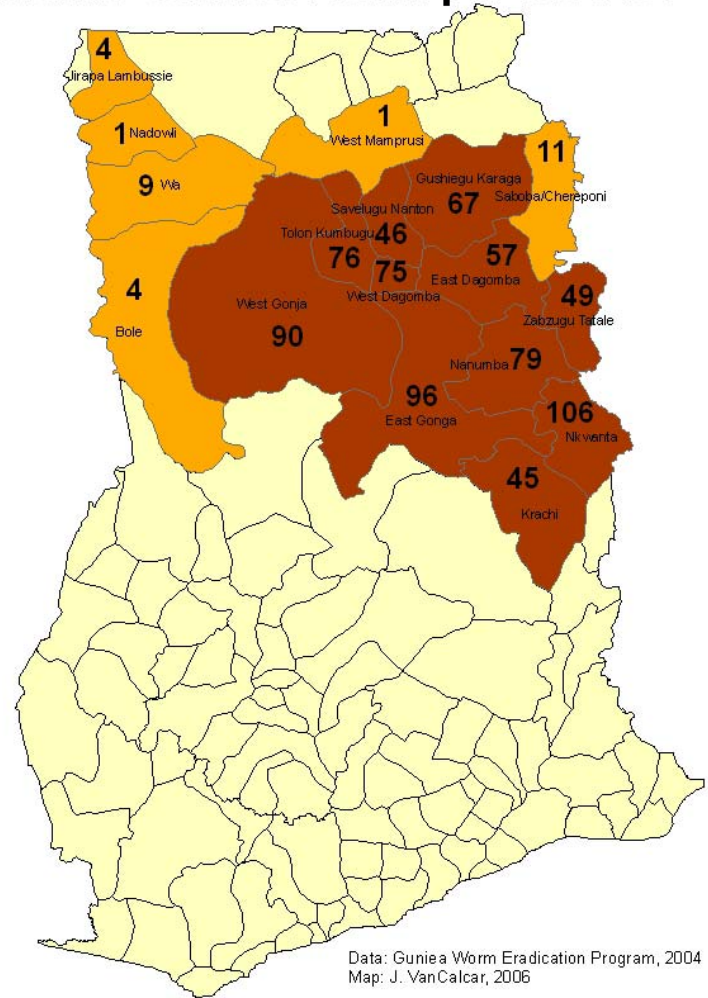 4
Jirapa Lambussie
1 Nadowli
1
West Mamprusi
11
Saboba/Chereponi
9 Wa
Gushiegu Karaga
67
Savelugu Nanton
46
Tolon Kumbugu
76
75
West Dagomba
57
East Dagomba
4
Bole
West Gonja
90
49
Zabzugu Tatale
Nanumba 79
96
East Gonga
106
Nkwanta
45
Krachi
Data: Guniea Worm Eradication Program, 2004
Map: J. VanCalcar, 2006